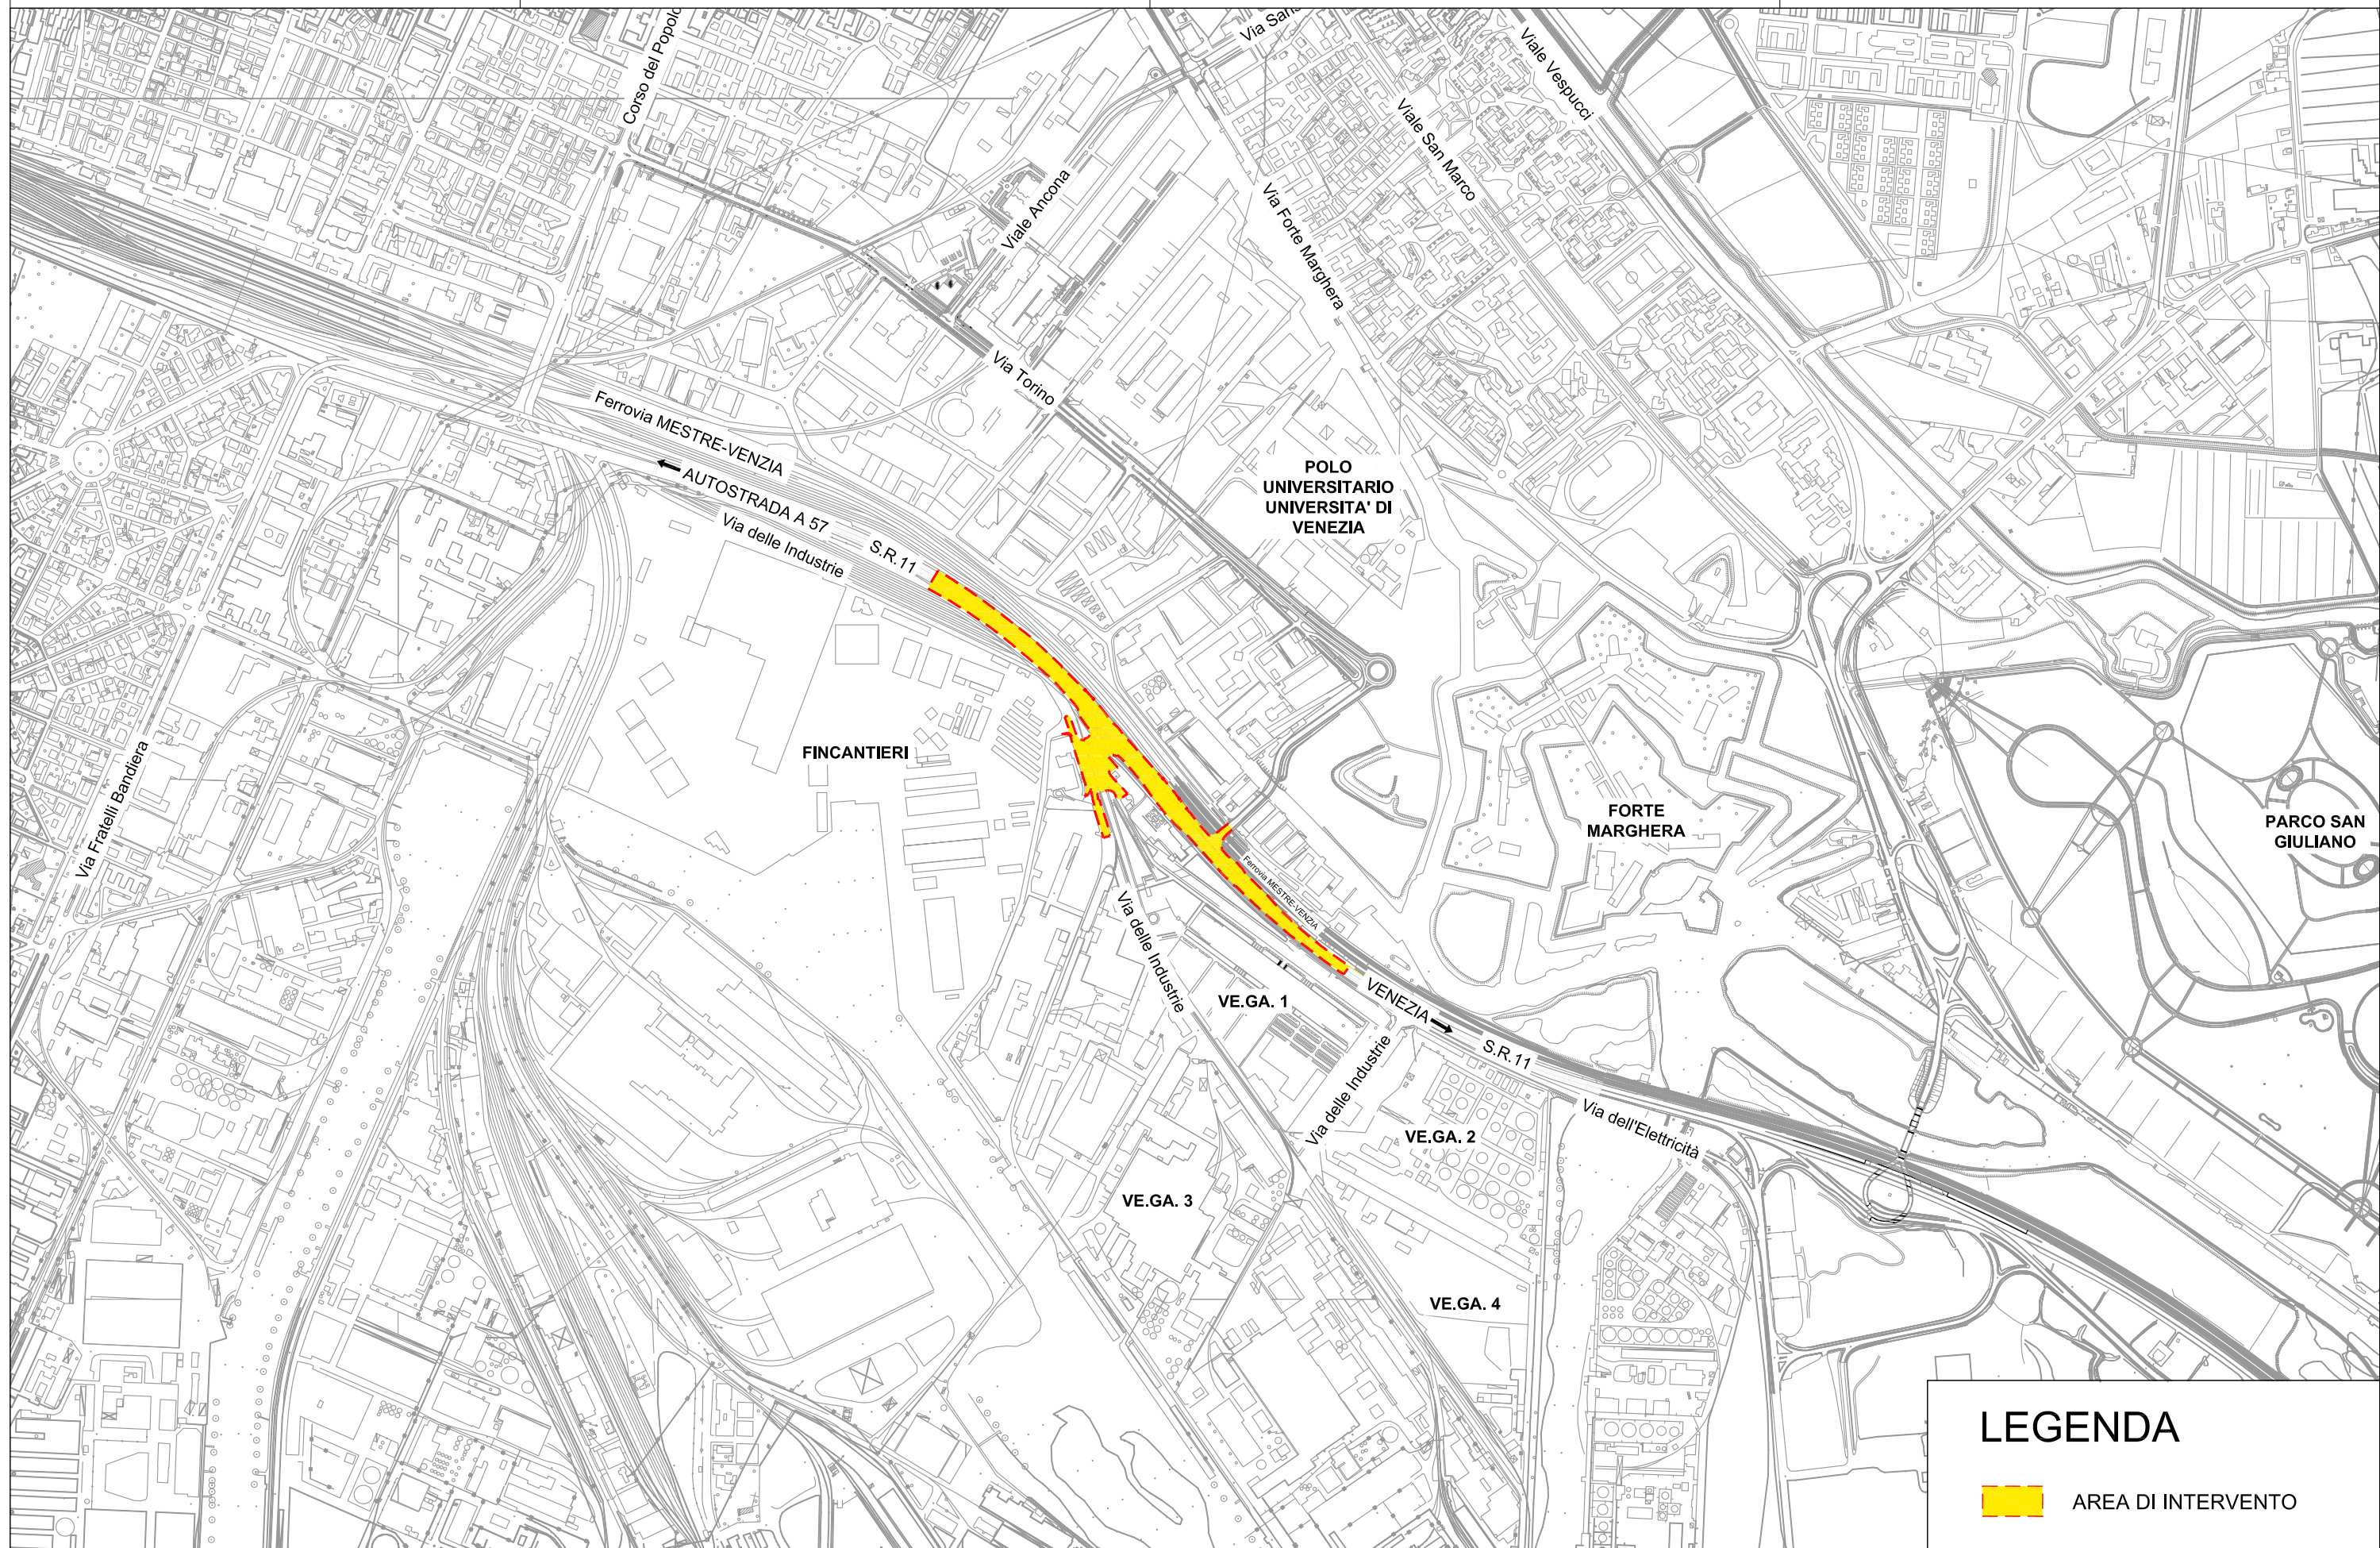 Corso del Popolo
Viale Vespucci
Viale San Marco
Viale Ancona
Via Forte Marghera
Via Torino
Ferrovia MESTRE-VENZIA
AUTOSTRADA A 57
Via delle Industrie
S.R.11
POLO
UNIVERSITARIO
UNIVERSITA' DI
VENEZIA
FINCANTIERI
Via Fratelli Bandiera
FORTE
MARGHERA
PARCO SAN
GIULIANO
Ferrovia MESTRE-VENZIA
Via delle Industrie
VE.GA. 1
VENEZIA
S.R.11
Via delle Industrie
VE.GA. 2
Via dell'Elettricità
VE.GA. 3
VE.GA. 4
LEGENDA
AREA DI INTERVENTO